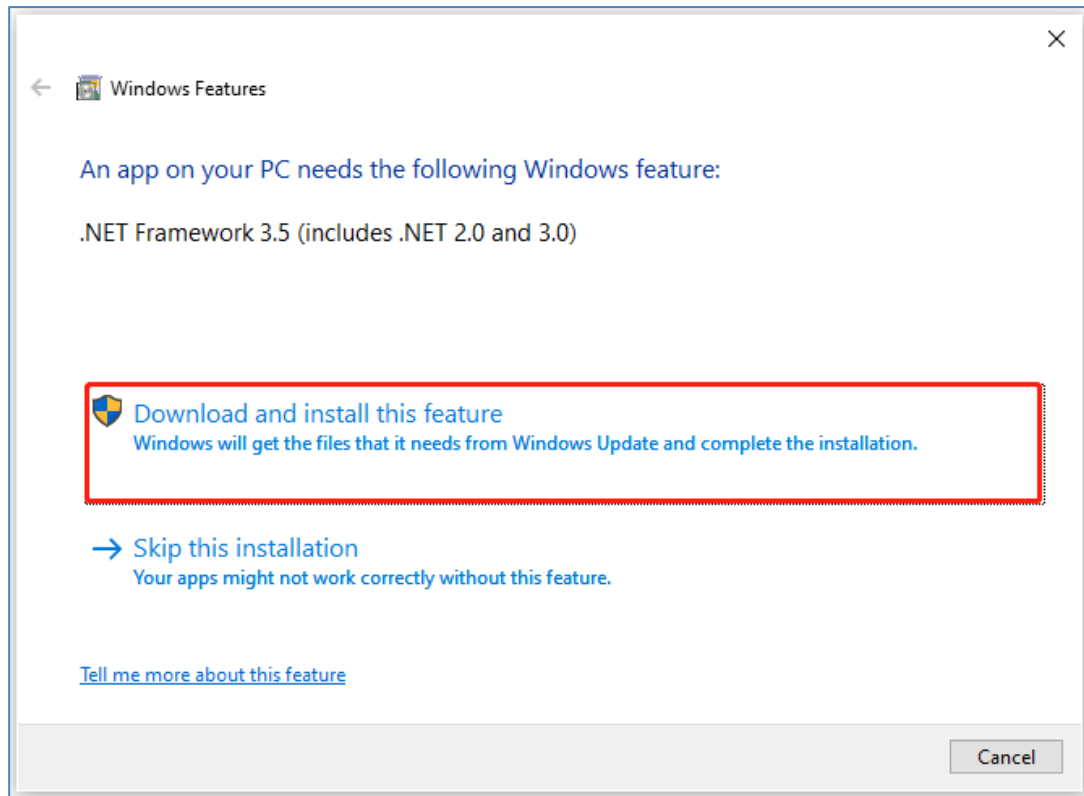 Windows Features
An app on your PC needs the following Windows feature:
.NET Framework 3.5 (includes .NET 2.0 and 3.0)
Download and install this feature
Windows will get the files that it needs from Windows Update and complete the installation.
Skip this installation
Your apps might not work correctly without this feature.
Tell me more about this feature
Cancel